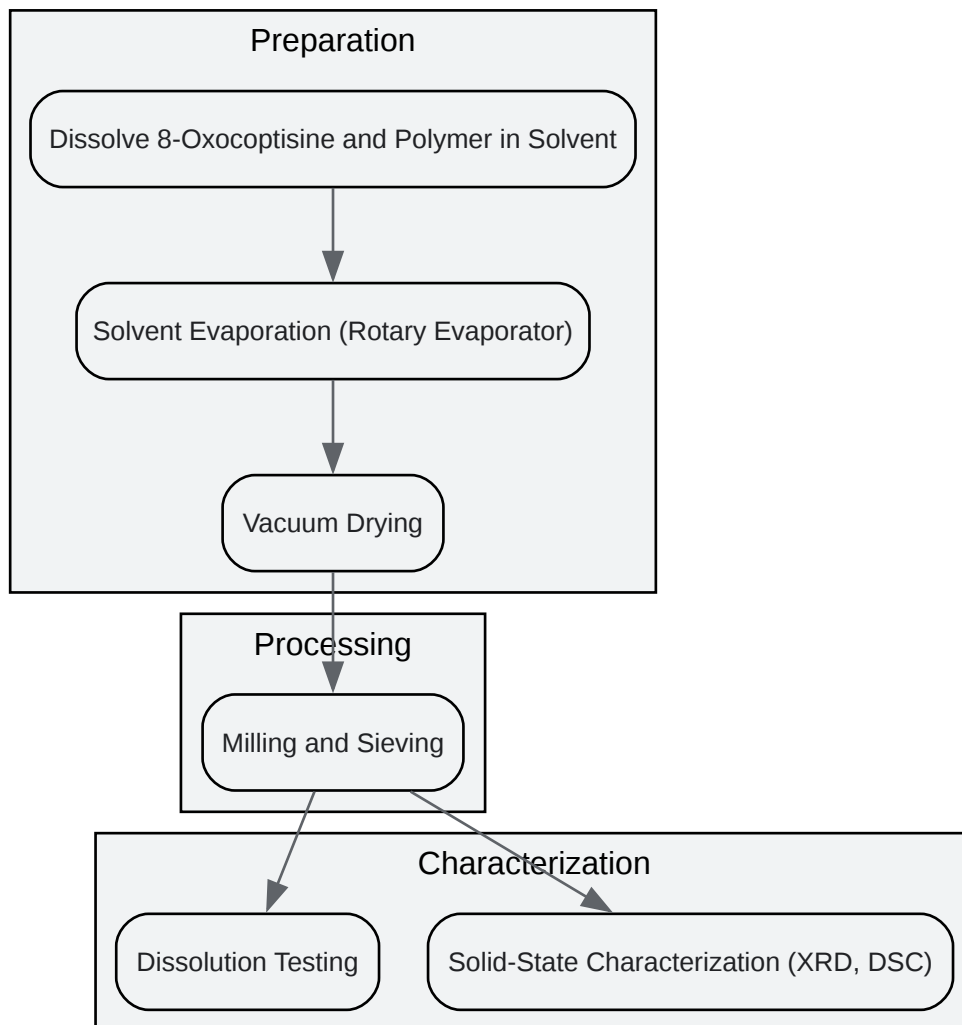 Preparation
Dissolve 8-Oxocoptisine and Polymer in Solvent
Solvent Evaporation (Rotary Evaporator)
Vacuum Drying
Processing
Milling and Sieving
Characterization
Dissolution Testing
Solid-State Characterization (XRD, DSC)